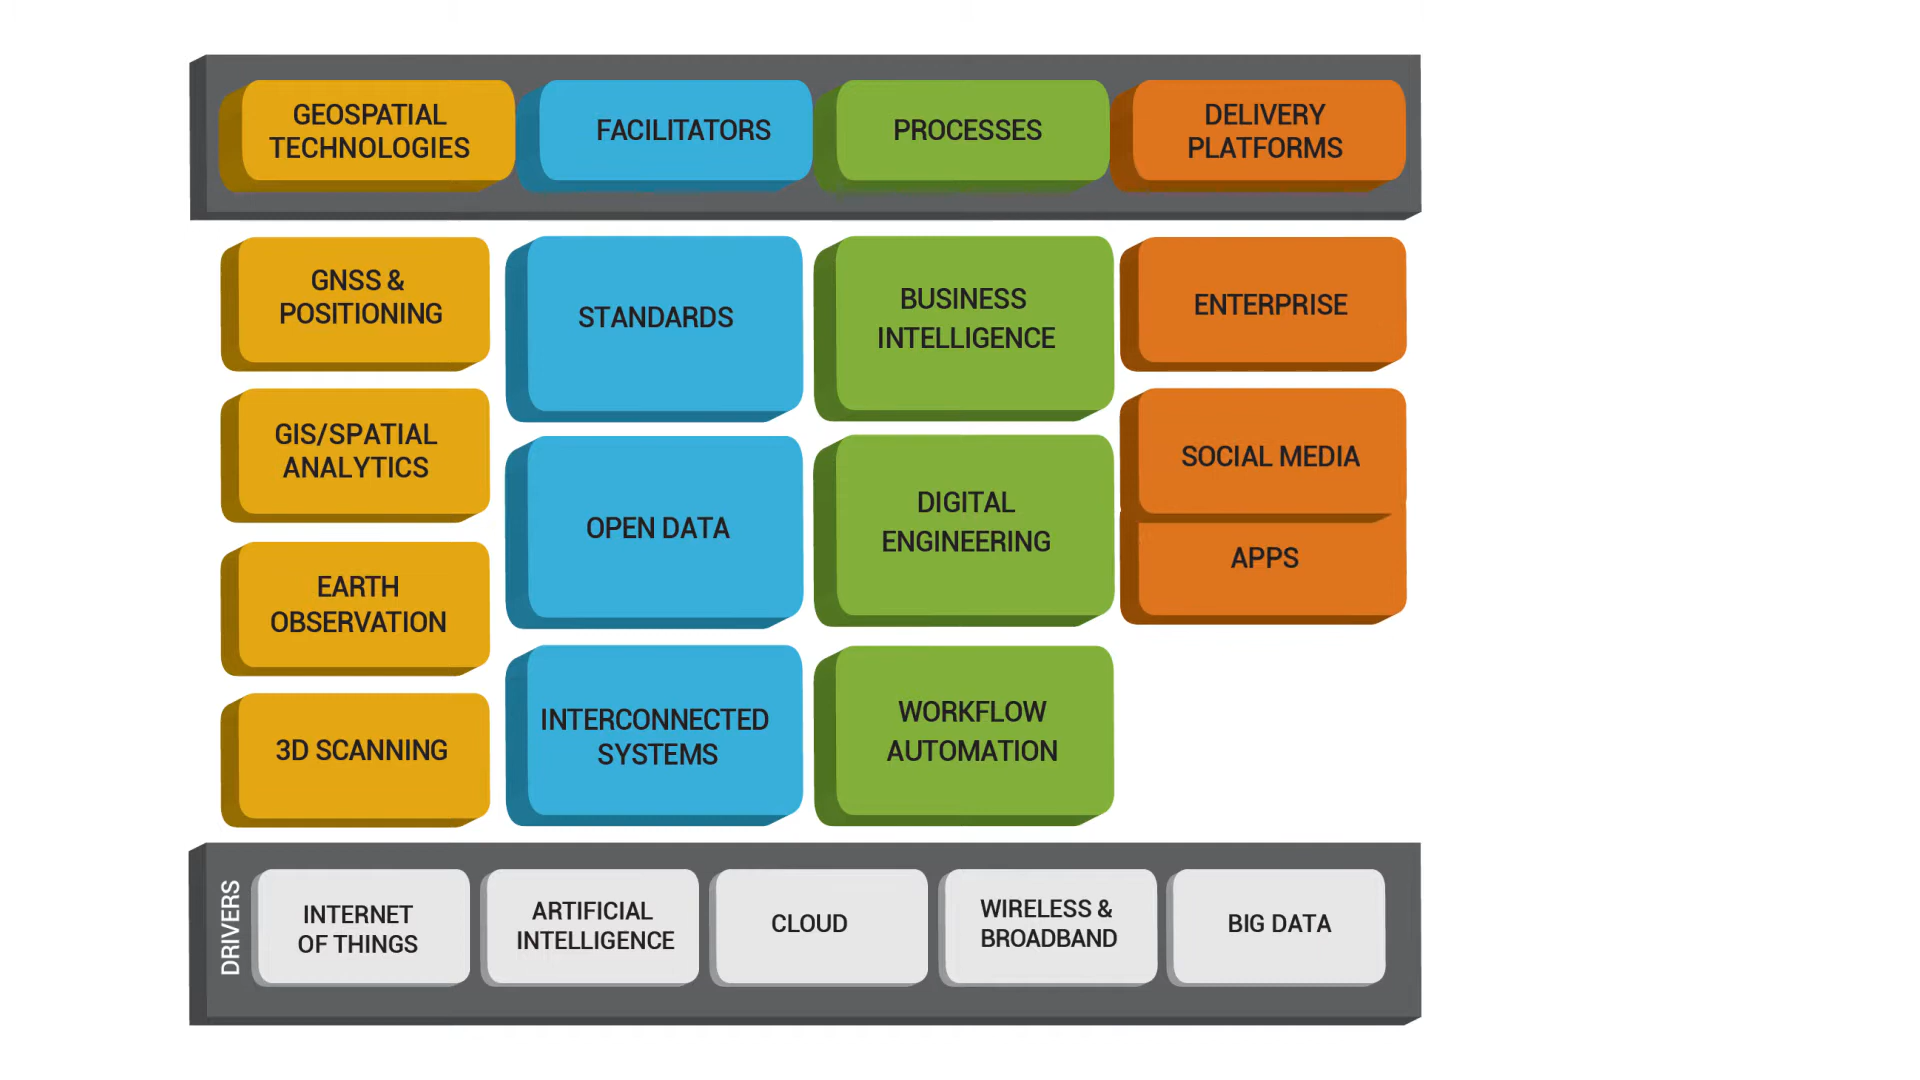 GEOSPATIAL
TECHNOLOGIES
FACILITATORS
PROCESSES
DELIVERY
PLATFORMS
GNSS &
POSITIONING
GIS/SPATIAL
ANALYTICS
EARTH
OBSERVATION
3D SCANNING
STANDARDS
OPEN DATA
INTERCONNECTED
SYSTEMS
BUSINESS
INTELLIGENCE
DIGITAL
ENGINEERING
WORKFLOW
AUTOMATION
ENTERPRISE
SOCIAL MEDIA
APPS
DRIVERS
INTERNET
OF THINGS
ARTIFICIAL
INTELLIGENCE
CLOUD
WIRELESS &
BROADBAND
BIG DATA